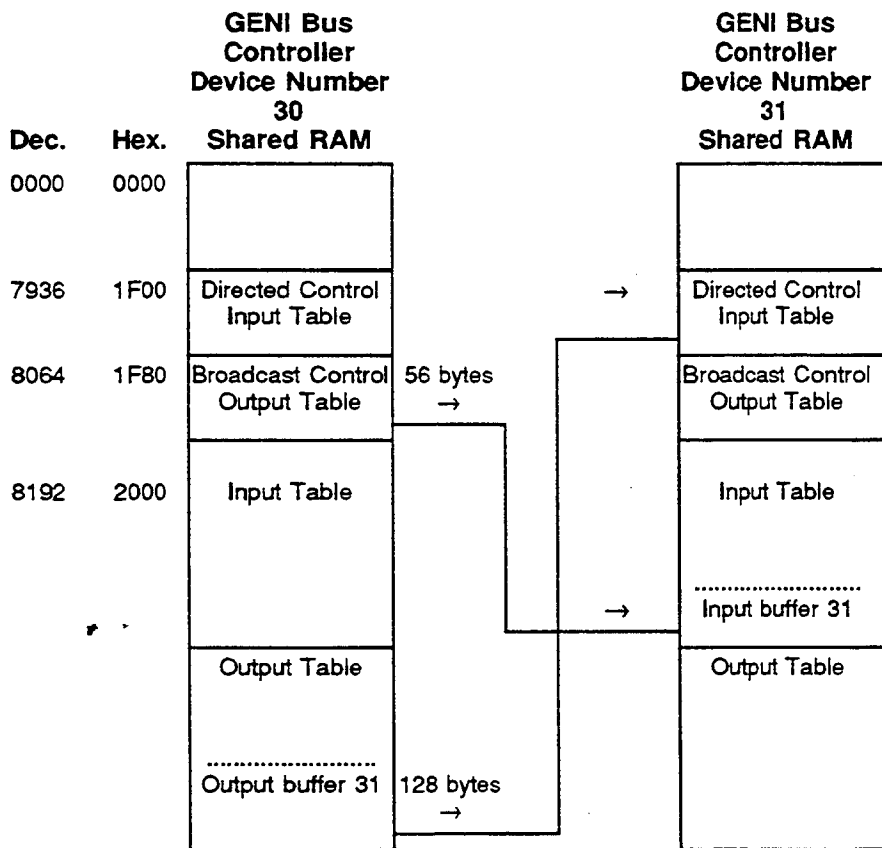 GENI Bus
Controller
Device Number
30
Shared RAM
GENI Bus
Controller
Device Number
31
Shared RAM
Dec. Hex.
0000 0000
7936 1F00
Directed Control
Input Table
→
Directed Control
Input Table
8064 1F80
Broadcast Control
Output Table
56 bytes
→
Broadcast Control
Output Table
8192 2000
Input Table
Input Table
→
Input buffer 31
Output Table
Output Table
Output buffer 31
128 bytes
→